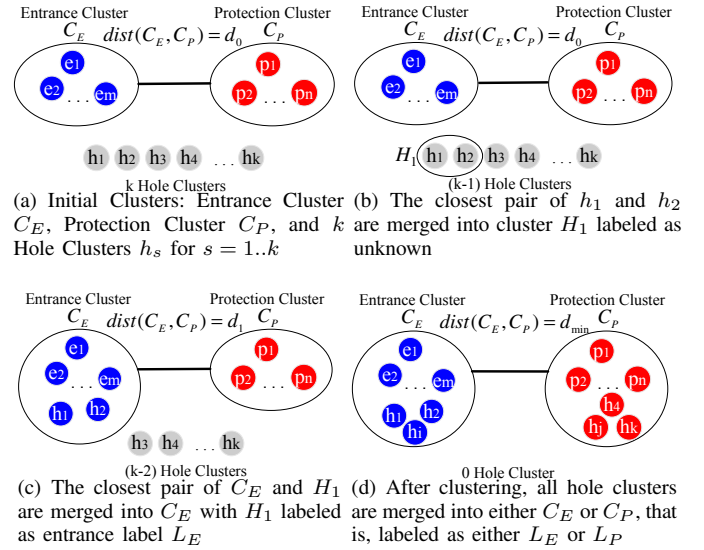 Entrance Cluster Protection Cluster
C_E dist(C_E, C_P) = d_0 C_P
e1
e2 ... em
p1
p2 ... pn
h1 h2 h3 h4 ... hk
k Hole Clusters
(a) Initial Clusters: Entrance Cluster
C_E, Protection Cluster C_P, and k
Hole Clusters h_s for s = 1..k
Entrance Cluster Protection Cluster
C_E dist(C_E, C_P) = d_0 C_P
e1
e2 ... em
p1
p2 ... pn
H_1 h1 h2 h3 h4 ... hk
(k-1) Hole Clusters
(b) The closest pair of h_1 and h_2
are merged into cluster H_1 labeled as
unknown
Entrance Cluster Protection Cluster
C_E dist(C_E, C_P) = d_1 C_P
e1
e2 ... em
h1 h2
p1
p2 ... pn
h3 h4 ... hk
(k-2) Hole Clusters
(c) The closest pair of C_E and H_1
are merged into C_E with H_1 labeled
as entrance label L_E
Entrance Cluster Protection Cluster
C_E dist(C_E, C_P) = d_min C_P
e1
e2 ... em
h1 h2
hi
p1
p2 ... pn
h4
hj hk
0 Hole Cluster
(d) After clustering, all hole clusters
are merged into either C_E or C_P, that
is, labeled as either L_E or L_P